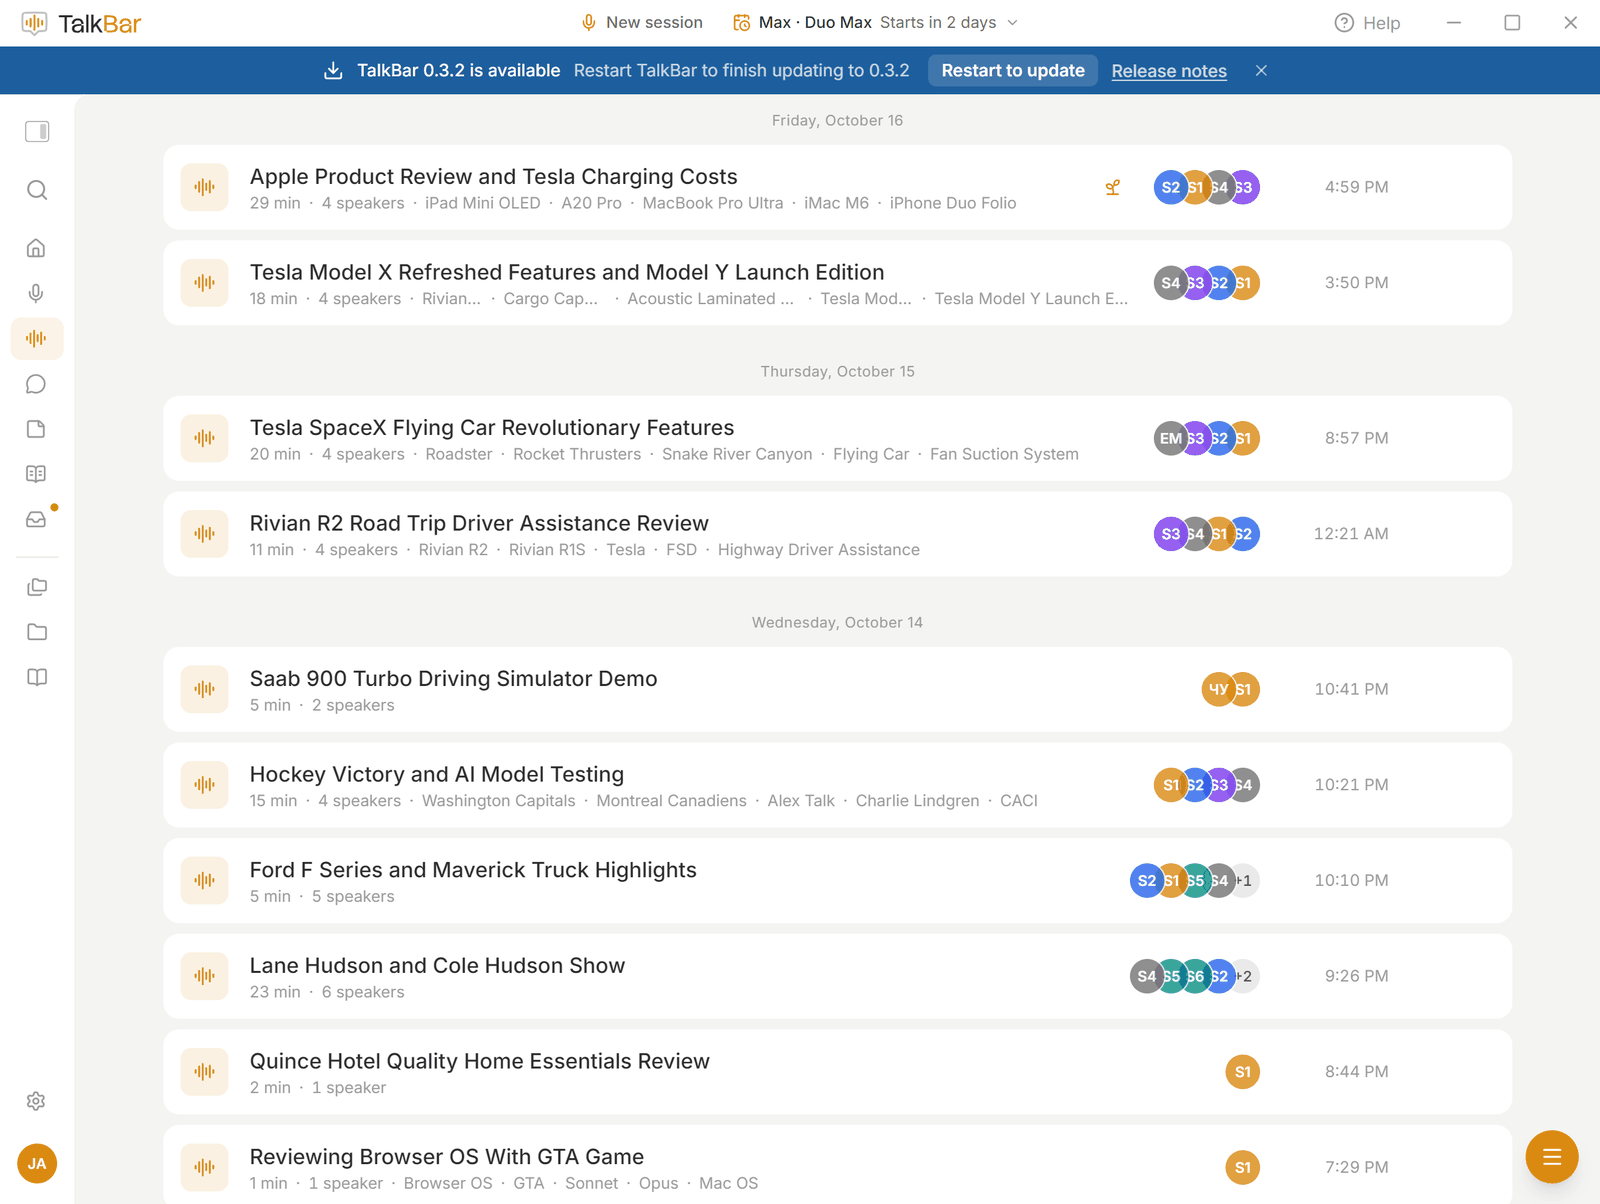 TalkBar
New session
Max · Duo Max Starts in 2 days
Help
TalkBar 0.3.2 is available Restart TalkBar to finish updating to 0.3.2 Restart to update Release notes
Friday, October 16
Apple Product Review and Tesla Charging Costs
29 min · 4 speakers · iPad Mini OLED · A20 Pro · MacBook Pro Ultra · iMac M6 · iPhone Duo Folio
S2 S1 S4 S3
4:59 PM
Tesla Model X Refreshed Features and Model Y Launch Edition
18 min · 4 speakers · Rivian... · Cargo Cap... · Acoustic Laminated ... · Tesla Mod... · Tesla Model Y Launch E...
S4 S3 S2 S1
3:50 PM
Thursday, October 15
Tesla SpaceX Flying Car Revolutionary Features
20 min · 4 speakers · Roadster · Rocket Thrusters · Snake River Canyon · Flying Car · Fan Suction System
EM S3 S2 S1
8:57 PM
Rivian R2 Road Trip Driver Assistance Review
11 min · 4 speakers · Rivian R2 · Rivian R1S · Tesla · FSD · Highway Driver Assistance
S3 S4 S1 S2
12:21 AM
Wednesday, October 14
Saab 900 Turbo Driving Simulator Demo
5 min · 2 speakers
ЧУ S1
10:41 PM
Hockey Victory and AI Model Testing
15 min · 4 speakers · Washington Capitals · Montreal Canadiens · Alex Talk · Charlie Lindgren · CACI
S1 S2 S3 S4
10:21 PM
Ford F Series and Maverick Truck Highlights
5 min · 5 speakers
S2 S1 S5 S4 +1
10:10 PM
Lane Hudson and Cole Hudson Show
23 min · 6 speakers
S4 S5 S6 S2 +2
9:26 PM
Quince Hotel Quality Home Essentials Review
2 min · 1 speaker
S1
8:44 PM
Reviewing Browser OS With GTA Game
1 min · 1 speaker · Browser OS · GTA · Sonnet · Opus · Mac OS
S1
7:29 PM
JA